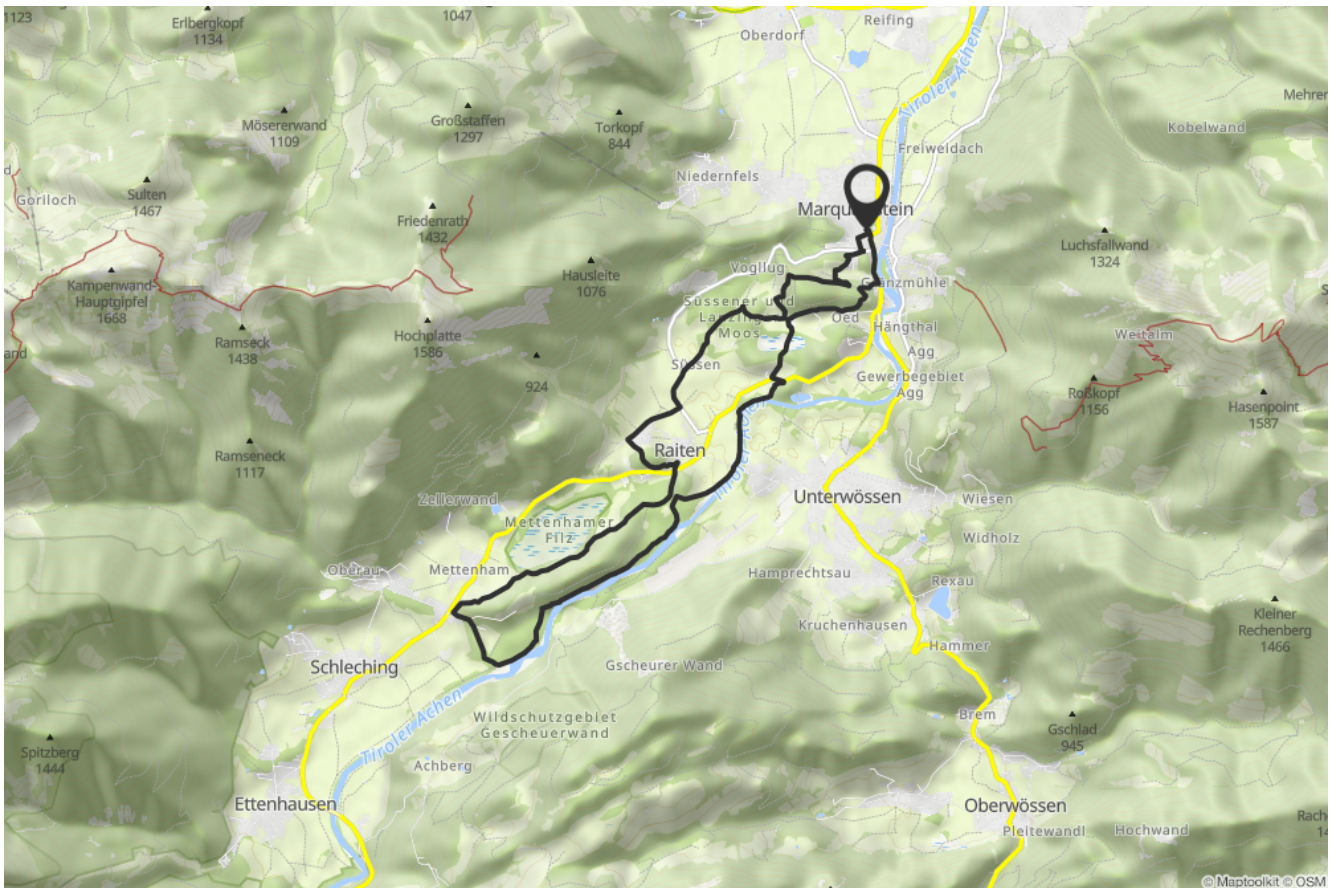 1123
Erlbergkopf
1134
1047
Oberdorf
Reifing
Tiroler Achen
Mösererwand
1109
Großstaffen
1297
Torkopf
844
Mehrer
Kobelwand
Freiweldach
Niedernfels
Goriloch
Sulten
1467
Friedenrath
1432
Luchsfallwand
1324
Kampenwand-
Hauptgipfel
1668
Hausleite
1076
Vogllug
Süssener und
Moos
Oed
Hängthal
Ramseck
1438
Hochplatte
1586
924
Süssen
Agg
Gewerbegebiet
Agg
Weitalm
Roßkopf
1156
Hasenpoint
1587
Ramseneck
1117
Raiten
Zellerwand
Unterwössen
Wiesen
Widholz
Mettenhamer
Filz
Tiroler
Oberau
Mettenham
Hamprechtsau
Rexau
Kruchenhausen
Hammer
Kleiner
Rechenberg
1466
Schleching
Gscheurer Wand
Tiroler Achen
Wildschutzgebiet
Gescheuerwand
Brem
Gschlad
945
Spitzberg
1444
Achberg
Ettenhausen
Oberwössen
Pleitewandl
Hochwand
© Maptoolkit © OSM